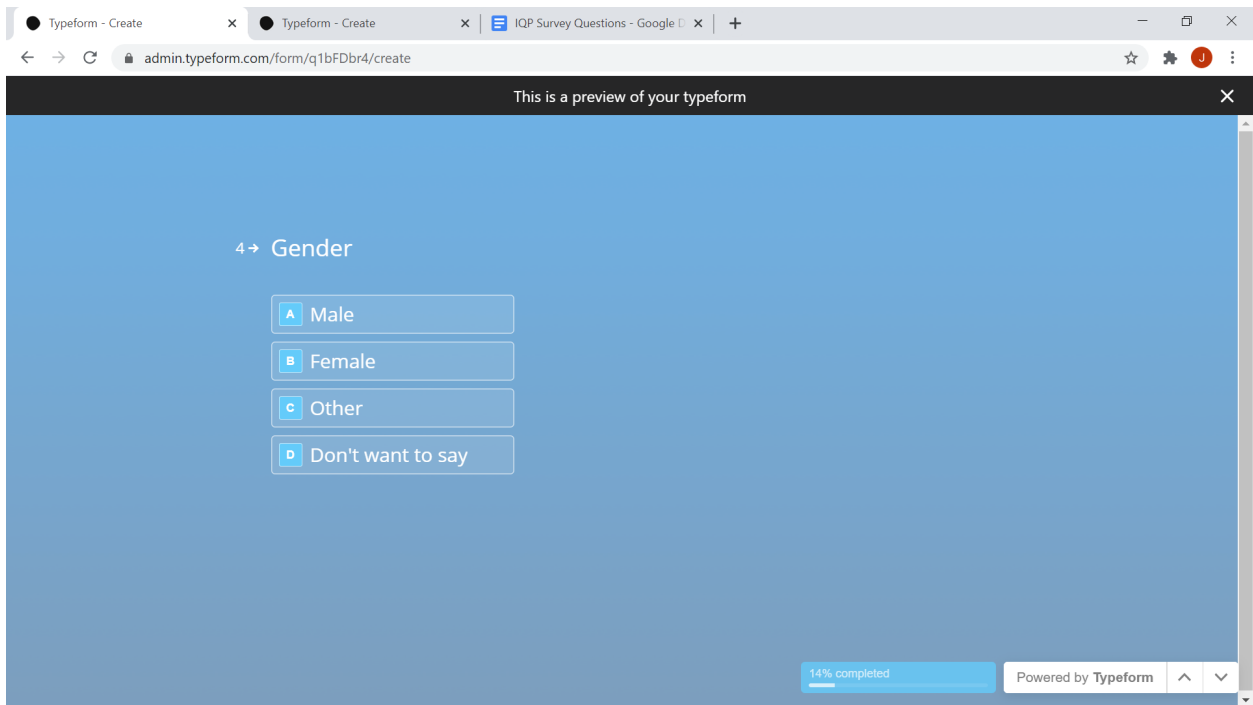 Typeform - Create
Typeform - Create
IQP Survey Questions - Google D
admin.typeform.com/form/q1bFDbr4/create
J
This is a preview of your typeform
4 → Gender
A Male
B Female
C Other
D Don't want to say
14% completed
Powered by Typeform